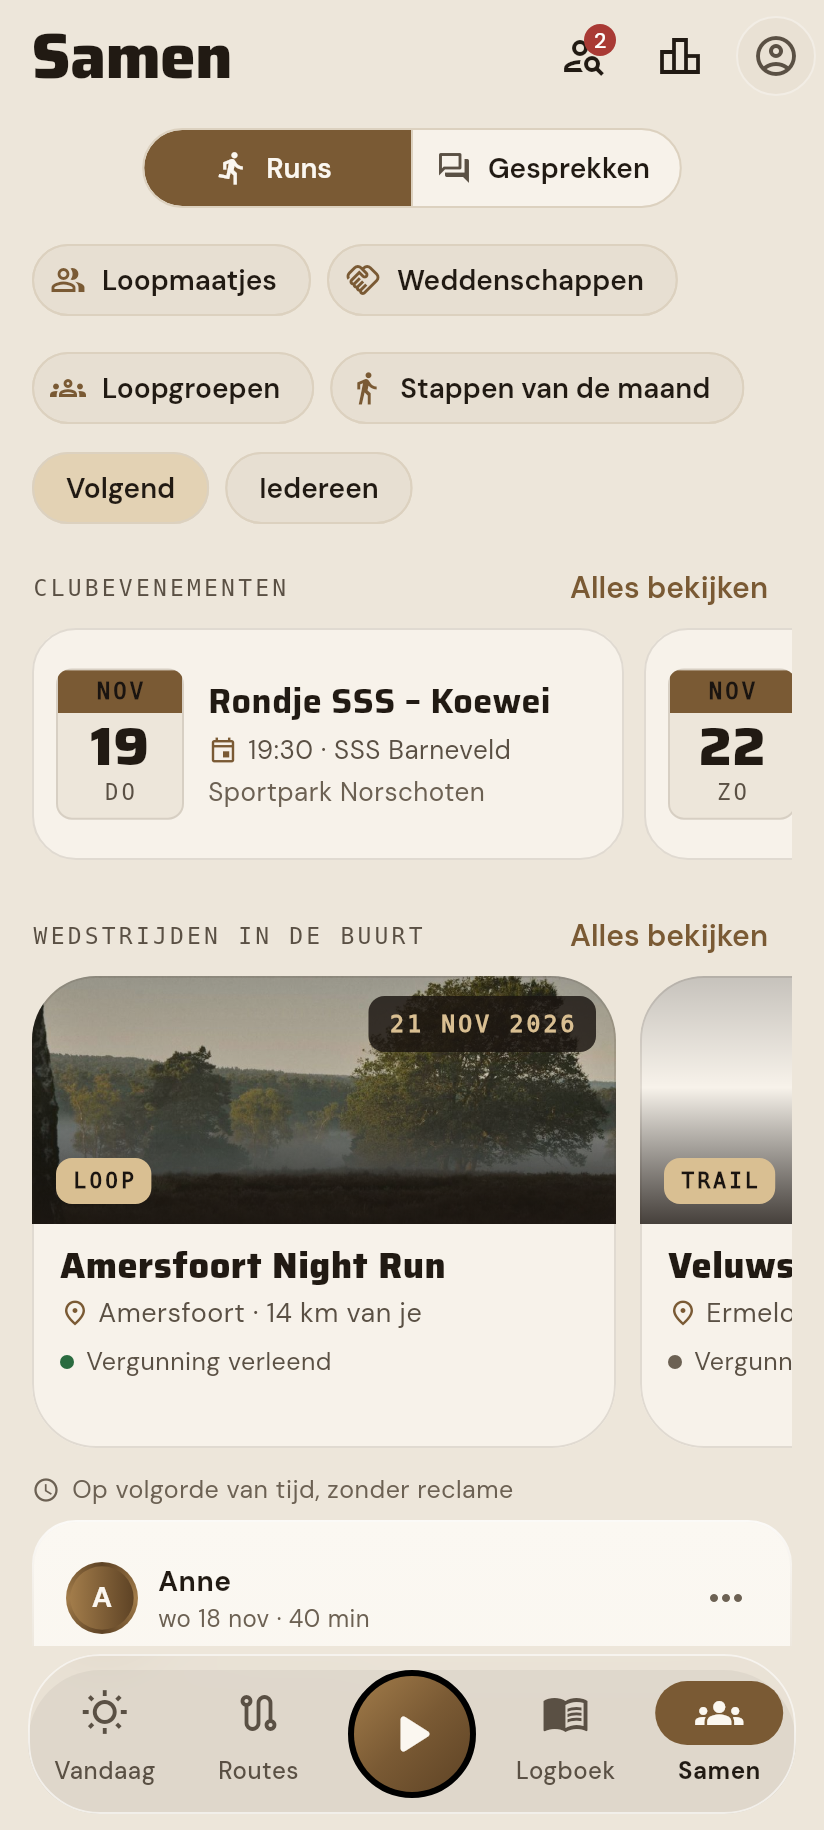 Samen
2
Runs
Gesprekken
Loopmaatjes
Weddenschappen
Loopgroepen
Stappen van de maand
Volgend
Iedereen
CLUBEVENEMENTEN
Alles bekijken
NOV
19
DO
Rondje SSS – Koewei
19:30 · SSS Barneveld
Sportpark Norschoten
NOV
22
ZO
WEDSTRIJDEN IN DE BUURT
Alles bekijken
21 NOV 2026
LOOP
Amersfoort Night Run
Amersfoort · 14 km van je
Vergunning verleend
TRAIL
Op volgorde van tijd, zonder reclame
A
Anne
wo 18 nov · 40 min
Vandaag
Routes
Logboek
Samen